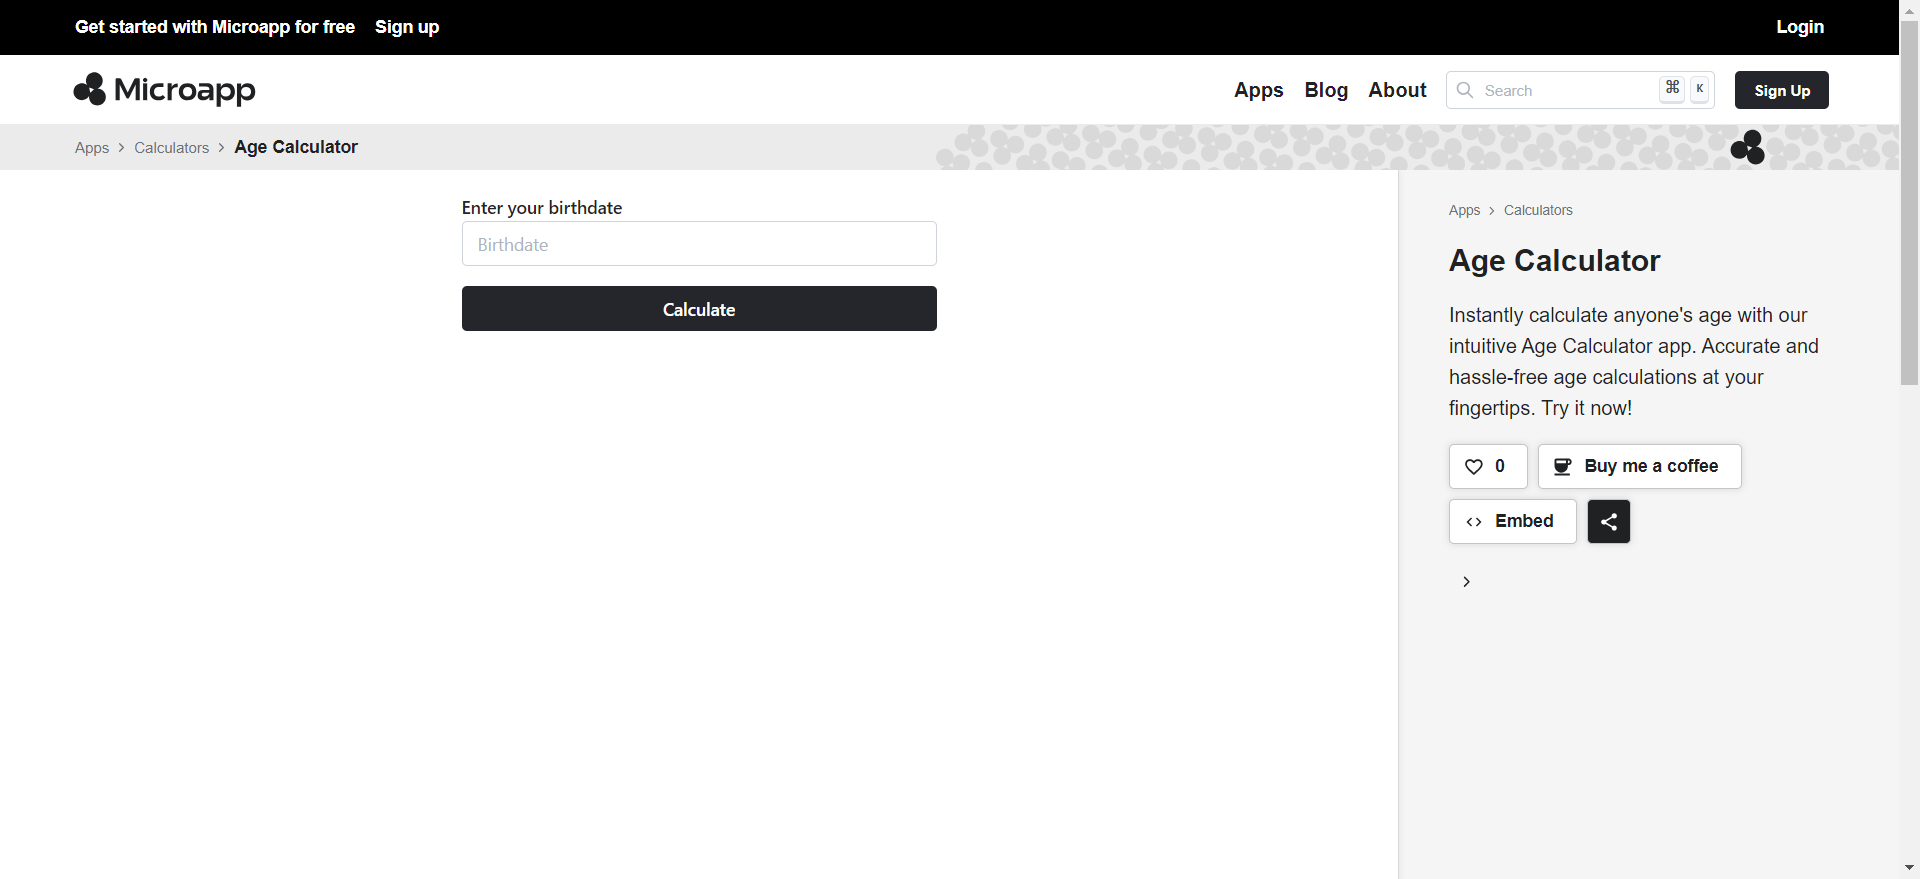 Get started with Microapp for free Sign up Login
Microapp
Apps Blog About Search ⌘ K Sign Up
Apps > Calculators > Age Calculator
Enter your birthdate
Birthdate
Calculate
Apps > Calculators
Age Calculator
Instantly calculate anyone's age with our
intuitive Age Calculator app. Accurate and
hassle-free age calculations at your
fingertips. Try it now!
0 Buy me a coffee
Embed